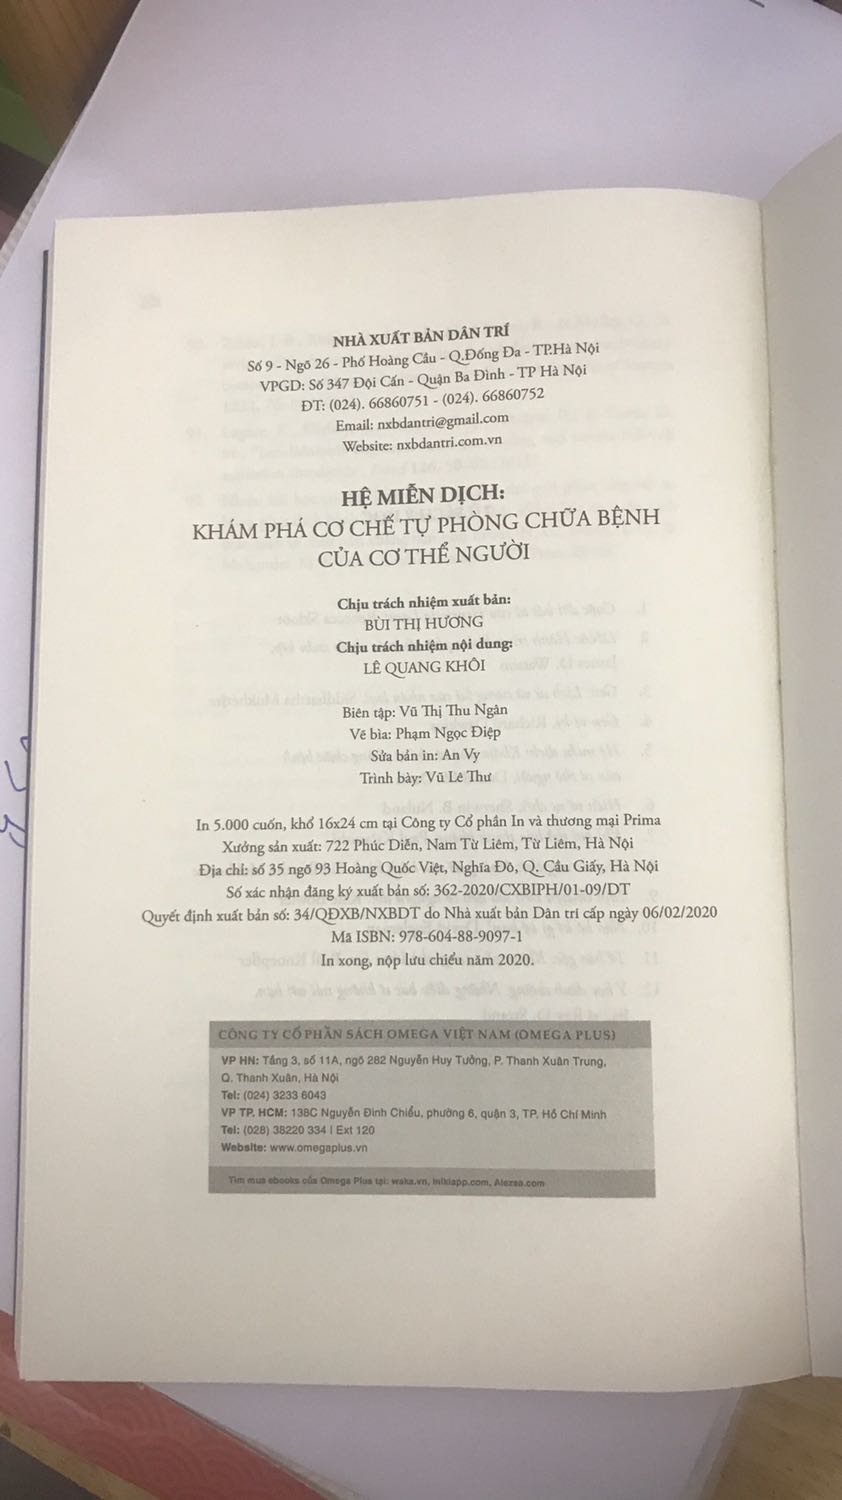 NHÀ XUẤT BẢN DÂN TRÍ
Số 9 - Ngõ 26 - Phố Hoàng Cầu - Q.Đống Đa - TP.Hà Nội
VPGD: Số 347 Đội Cấn - Quận Ba Đình - TP Hà Nội
ĐT: (024). 66860751 - (024). 66860752
Email: nxbdantri@gmail.com
Website: nxbdantri.com.vn
HỆ MIỄN DỊCH:
KHÁM PHÁ CƠ CHẾ TỰ PHÒNG CHỮA BỆNH
CỦA CƠ THỂ NGƯỜI
Chịu trách nhiệm xuất bản:
BÙI THỊ HƯƠNG
Chịu trách nhiệm nội dung:
LÊ QUANG KHÔI
Biên tập: Vũ Thị Thu Ngân
Vẽ bìa: Phạm Ngọc Điệp
Sửa bản in: An Vy
Trình bày: Vũ Lê Thư
In 5.000 cuốn, khổ 16x24 cm tại Công ty Cổ phần In và thương mại Prima
Xưởng sản xuất: 722 Phúc Diễn, Nam Từ Liêm, Từ Liêm, Hà Nội
Địa chỉ: số 35 ngõ 93 Hoàng Quốc Việt, Nghĩa Đô, Q. Cầu Giấy, Hà Nội
Số xác nhận đăng ký xuất bản số: 362-2020/CXBIPH/01-09/DT
Quyết định xuất bản số: 34/QĐXB/NXBDT do Nhà xuất bản Dân trí cấp ngày 06/02/2020
Mã ISBN: 978-604-88-9097-1
In xong, nộp lưu chiểu năm 2020.
CÔNG TY CỔ PHẦN SÁCH OMEGA VIỆT NAM (OMEGA PLUS)
VP HN: Tầng 3, số 11A, ngõ 282 Nguyễn Huy Tưởng, P. Thanh Xuân Trung,
Q. Thanh Xuân, Hà Nội
Tel: (024) 3233 6043
VP TP. HCM: 138C Nguyễn Đình Chiểu, phường 6, quận 3, TP. Hồ Chí Minh
Tel: (028) 38220 334 | Ext 120
Website: www.omegaplus.vn
Tìm mua ebooks của Omega Plus tại: waka.vn, inikiapp.com, Alezaa.com